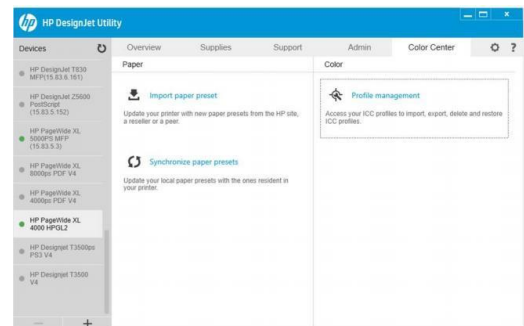 hp HP DesignJet Utility
Devices
Overview
Supplies
Support
Admin
Color Center
?
HP DesignJet T830
MFP(15.83.6.161)
HP DesignJet Z5600
PostScript
(15.83.5.152)
HP PageWide XL
5000PS MFP
(15.83.5.3)
HP PageWide XL
8000ps PDF V4
HP PageWide XL
4000ps PDF V4
HP PageWide XL
4000 HPGL2
HP Designjet T3500ps
PS3 V4
HP Designjet T3500
V4
Paper
Import paper preset
Update your printer with new paper presets from the HP site,
a reseller or a peer.
Synchronize paper presets
Update your local paper presets with the ones resident in
your printer.
Color
Profile management
Access your ICC profiles to import, export, delete and restore
ICC profiles.